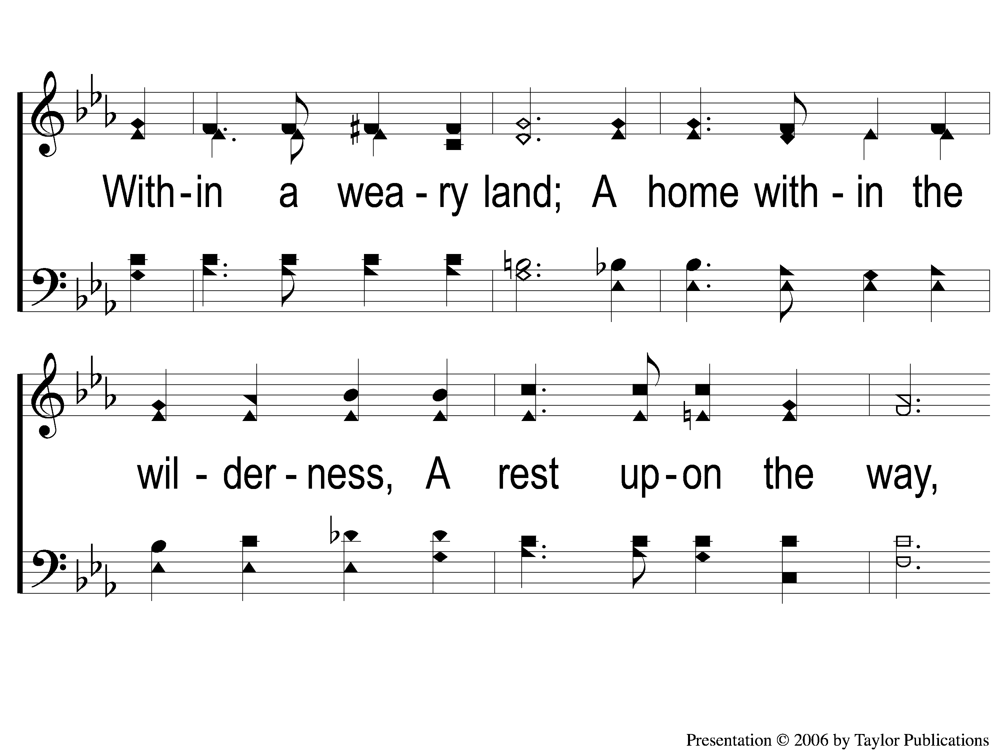 With-in a wea - ry land; A home with - in the
wil - der - ness, A rest up - on the way,
Presentation © 2006 by Taylor Publications